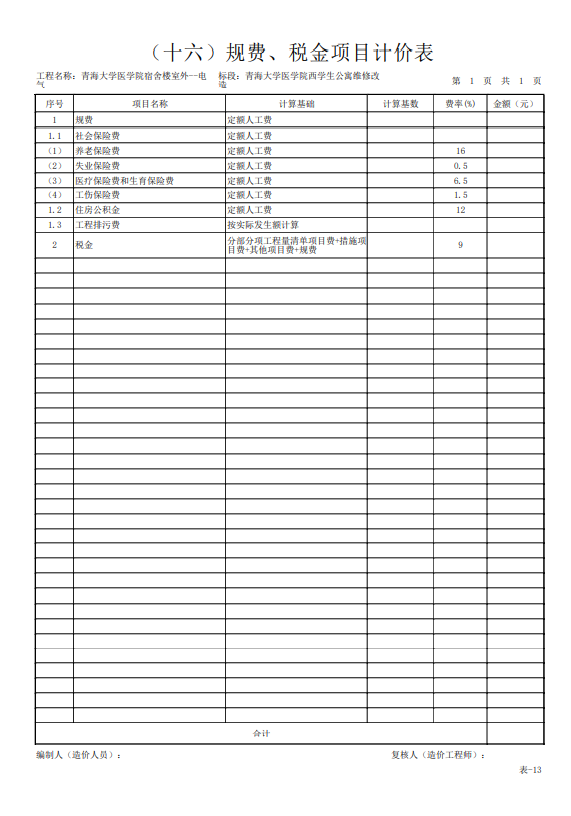 （十六）规费、税金项目计价表
工程名称：青海大学医学院宿舍楼室外--电气 标段：青海大学医学院西学生公寓维修改造 第 1 页 共 1 页
序号 项目名称 计算基础 计算基数 费率(%) 金额（元）
1 规费 定额人工费
1.1 社会保险费 定额人工费
（1） 养老保险费 定额人工费 16
（2） 失业保险费 定额人工费 0.5
（3） 医疗保险费和生育保险费 定额人工费 6.5
（4） 工伤保险费 定额人工费 1.5
1.2 住房公积金 定额人工费 12
1.3 工程排污费 按实际发生额计算
2 税金 分部分项工程量清单项目费+措施项目费+其他项目费+规费 9
合计
编制人（造价人员）： 复核人（造价工程师）：
表-13